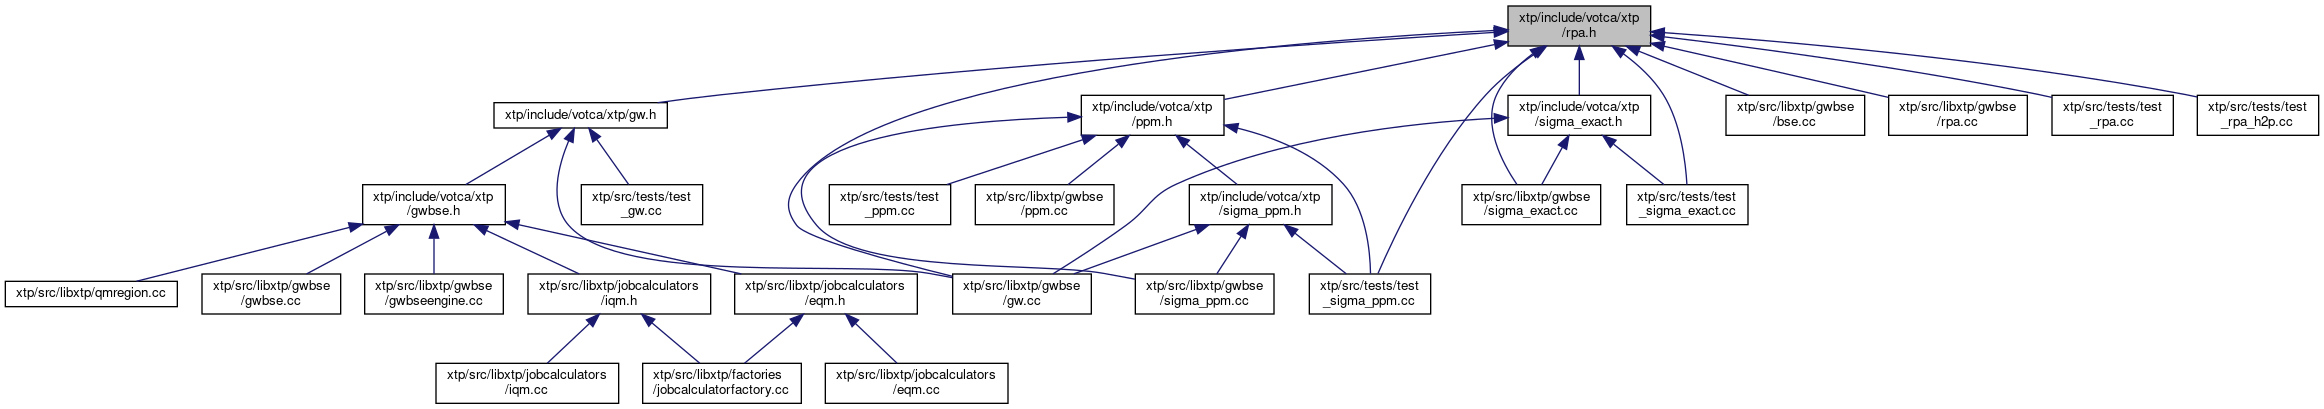 xtp/include/votca/xtp
/rpa.h
xtp/include/votca/xtp/gw.h
xtp/include/votca/xtp
/ppm.h
xtp/include/votca/xtp
/sigma_exact.h
xtp/src/libxtp/gwbse
/bse.cc
xtp/src/libxtp/gwbse
/rpa.cc
xtp/src/tests/test
_rpa.cc
xtp/src/tests/test
_rpa_h2p.cc
xtp/include/votca/xtp
/gwbse.h
xtp/src/tests/test
_gw.cc
xtp/src/tests/test
_ppm.cc
xtp/src/libxtp/gwbse
/ppm.cc
xtp/include/votca/xtp
/sigma_ppm.h
xtp/src/libxtp/gwbse
/sigma_exact.cc
xtp/src/tests/test
_sigma_exact.cc
xtp/src/libxtp/qmregion.cc
xtp/src/libxtp/gwbse
/gwbse.cc
xtp/src/libxtp/gwbse
/gwbseengine.cc
xtp/src/libxtp/jobcalculators
/iqm.h
xtp/src/libxtp/jobcalculators
/eqm.h
xtp/src/libxtp/gwbse
/gw.cc
xtp/src/libxtp/gwbse
/sigma_ppm.cc
xtp/src/tests/test
_sigma_ppm.cc
xtp/src/libxtp/jobcalculators
/iqm.cc
xtp/src/libxtp/factories
/jobcalculatorfactory.cc
xtp/src/libxtp/jobcalculators
/eqm.cc